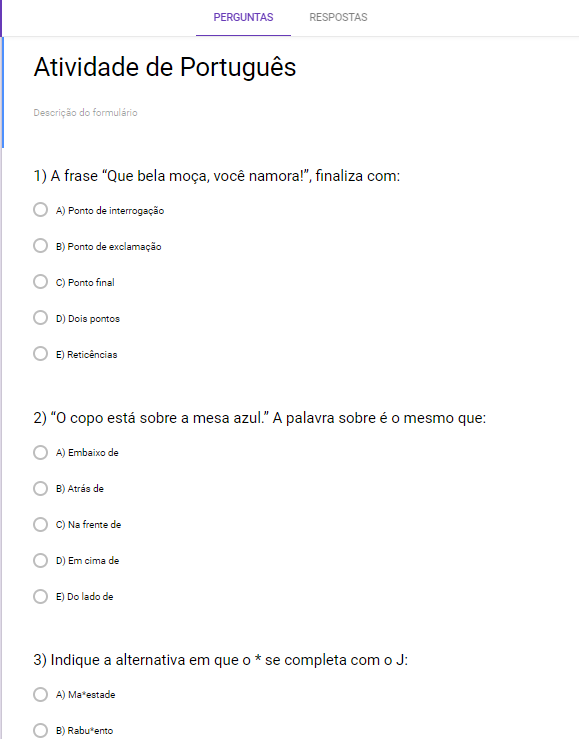 PERGUNTAS RESPOSTAS
Atividade de Português
Descrição do formulário
1) A frase “Que bela moça, você namora!”, finaliza com:
A) Ponto de interrogação
B) Ponto de exclamação
C) Ponto final
D) Dois pontos
E) Reticências
2) “O copo está sobre a mesa azul.” A palavra sobre é o mesmo que:
A) Embaixo de
B) Atrás de
C) Na frente de
D) Em cima de
E) Do lado de
3) Indique a alternativa em que o * se completa com o J:
A) Ma*estade
B) Rabu*ento